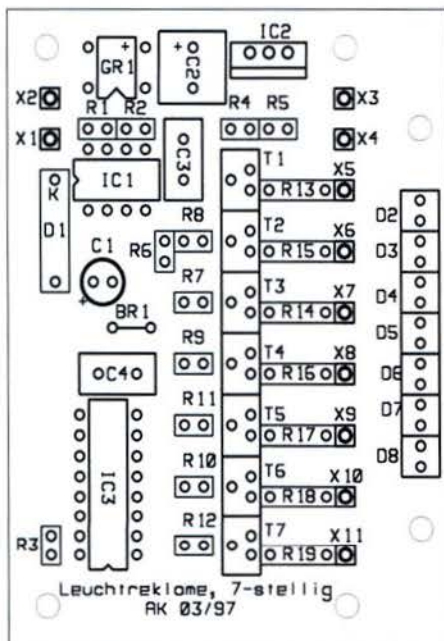 IC2
GR1
C2
X2
X3
R1 R2
R4 R5
X1
X4
C3
T1
IC1
X5
K
R13
D1
T2
D2
R8
X6
C1
R6
R15
D3
T3
R7
X7
D4
BR1
R14
D5
R9
T4
X8
C4
R16
D6
R11
T5
X9
D7
R17
IC3
D8
R10
T6
X10
R18
R12
T7
X11
R3
R19
Leuchtreklame, 7-stellig
AK 03/97